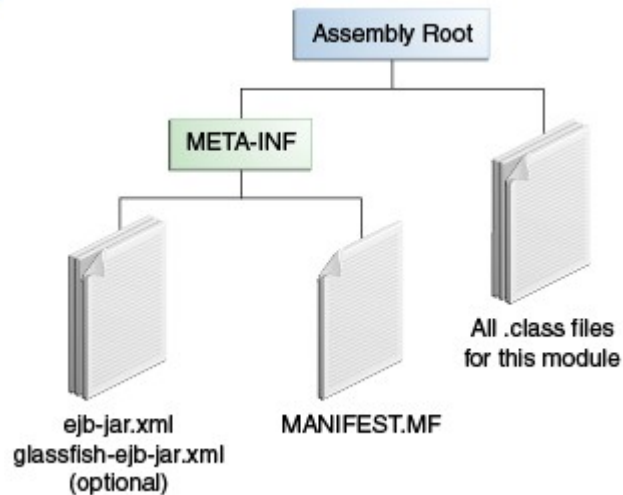 Assembly Root
META-INF
All .class files
for this module
ejb-jar.xml
glassfish-ejb-jar.xml
(optional)
MANIFEST.MF